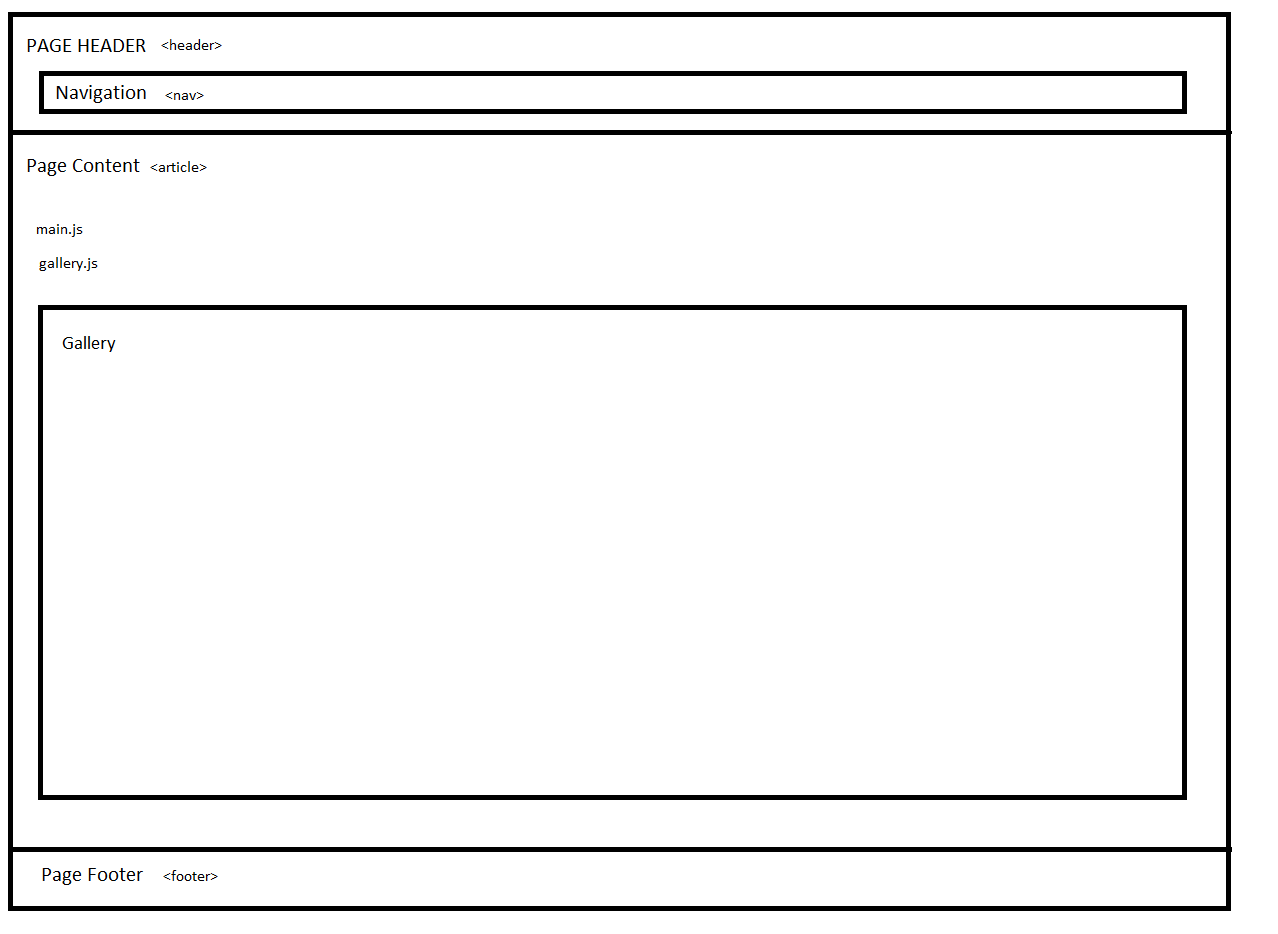 PAGE HEADER <header>
Navigation <nav>
Page Content <article>
main.js
gallery.js
Gallery
Page Footer <footer>